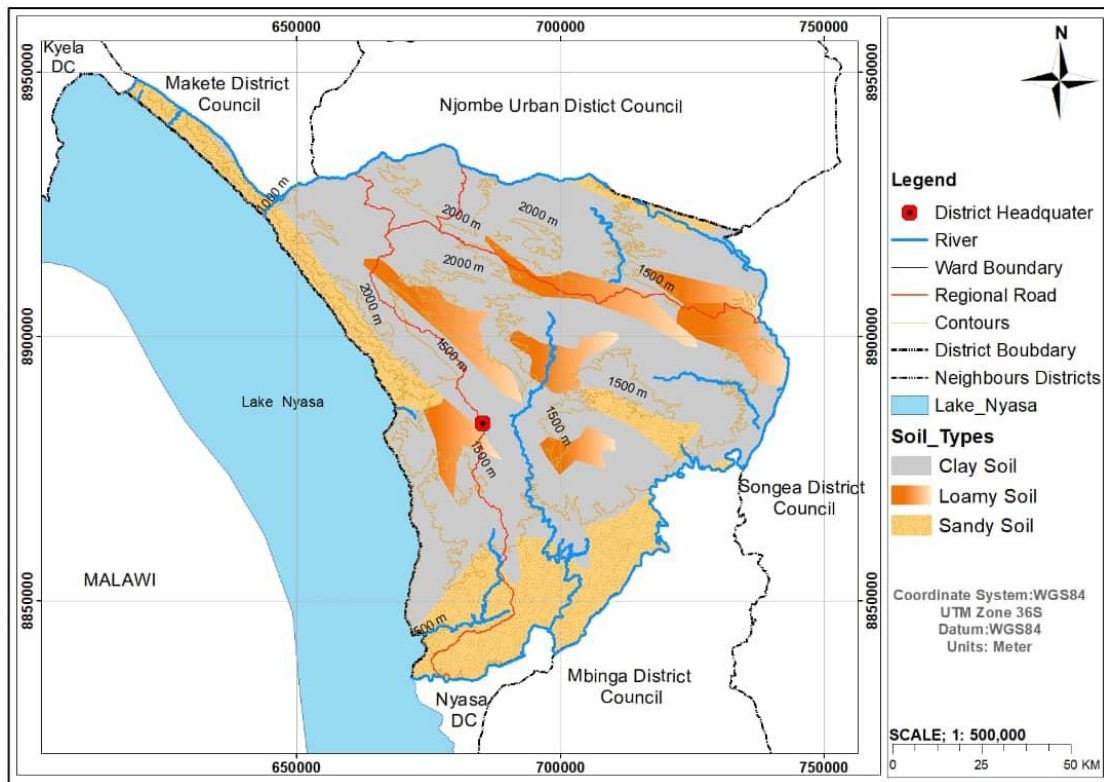 650000
700000
750000
8950000
8900000
8850000
Kyela
DC
Makete District
Council
Njombe Urban Distict Council
1000 m
2000 m
2000 m
2000 m
2000 m
1500 m
1500 m
1500 m
1500 m
1500 m
Lake Nyasa
MALAWI
Songea District
Council
Mbinga District
Council
Nyasa
DC
8950000
8900000
8850000
650000
700000
750000
N
Legend
District Headquater
River
Ward Boundary
Regional Road
Contours
District Boubdary
Neighbours Districts
Lake_Nyasa
Soil_Types
Clay Soil
Loamy Soil
Sandy Soil
Coordinate System:WGS84
UTM Zone 36S
Datum:WGS84
Units: Meter
SCALE; 1: 500,000
0 25 50 KM